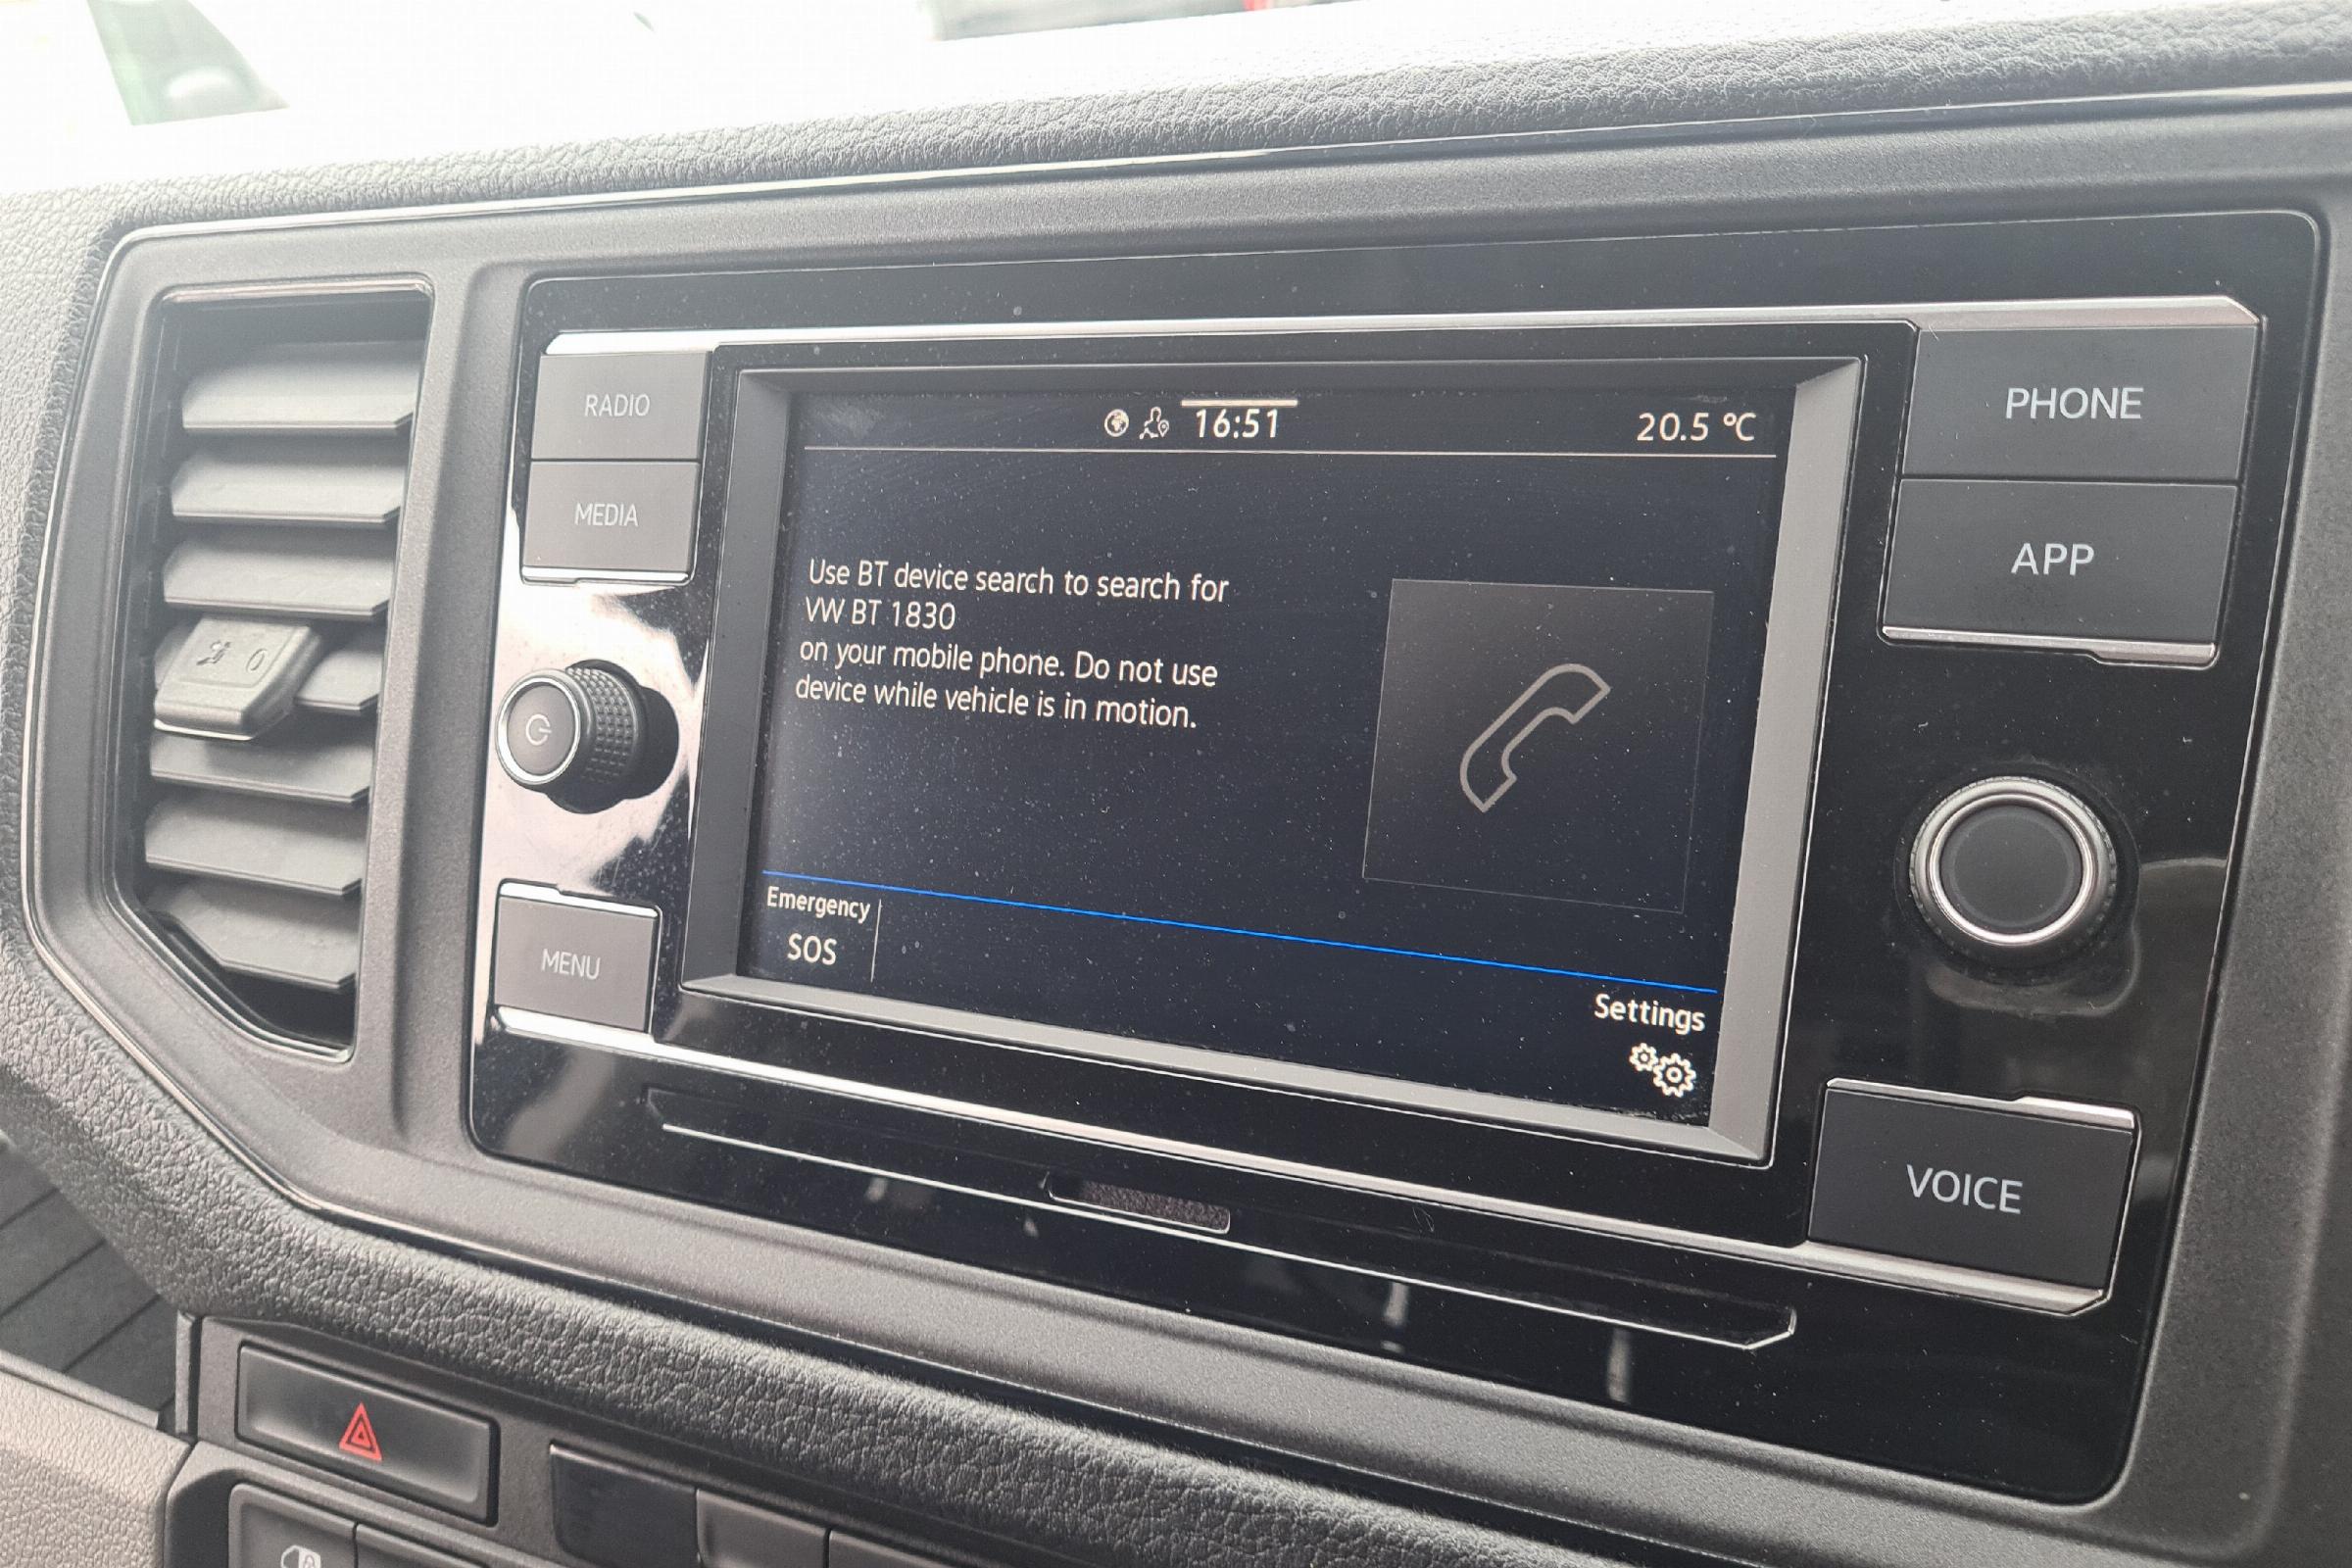 RADIO
MEDIA
MENU
16:51
20.5 °C
Use BT device search to search for
VW BT 1830
on your mobile phone. Do not use
device while vehicle is in motion.
Emergency
SOS
Settings
PHONE
APP
VOICE